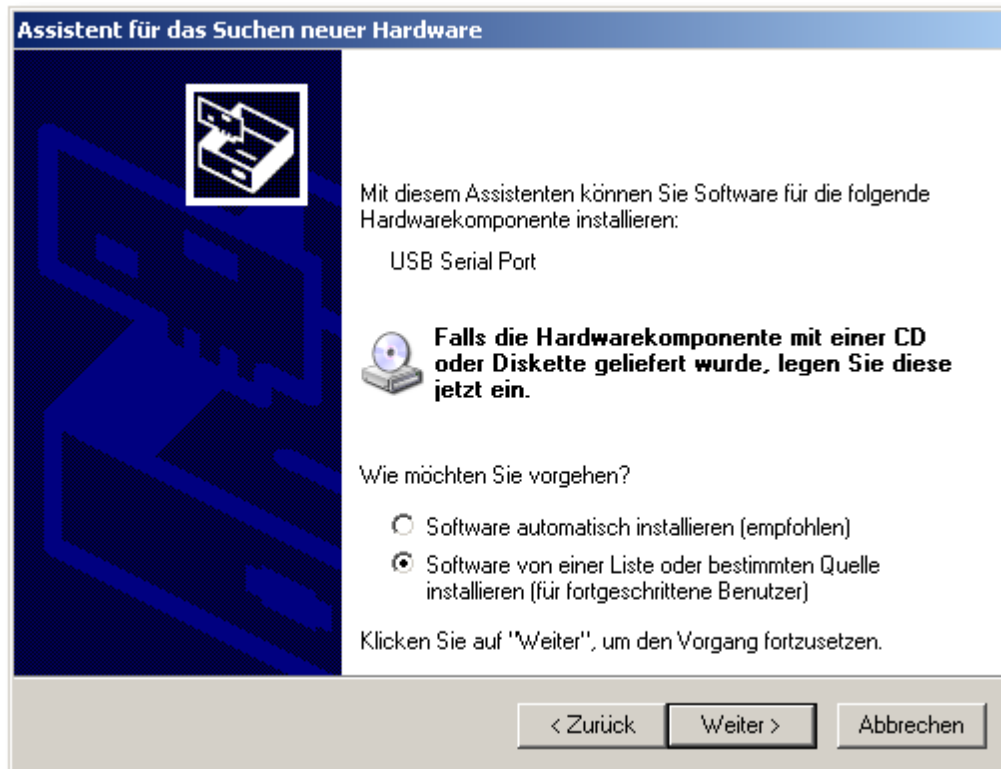 Assistent für das Suchen neuer Hardware
Mit diesem Assistenten können Sie Software für die folgende
Hardwarekomponente installieren:
USB Serial Port
Falls die Hardwarekomponente mit einer CD
oder Diskette geliefert wurde, legen Sie diese
jetzt ein.
Wie möchten Sie vorgehen?
Software automatisch installieren (empfohlen)
Software von einer Liste oder bestimmten Quelle
installieren (für fortgeschrittene Benutzer)
Klicken Sie auf "Weiter", um den Vorgang fortzusetzen.
< Zurück Weiter > Abbrechen